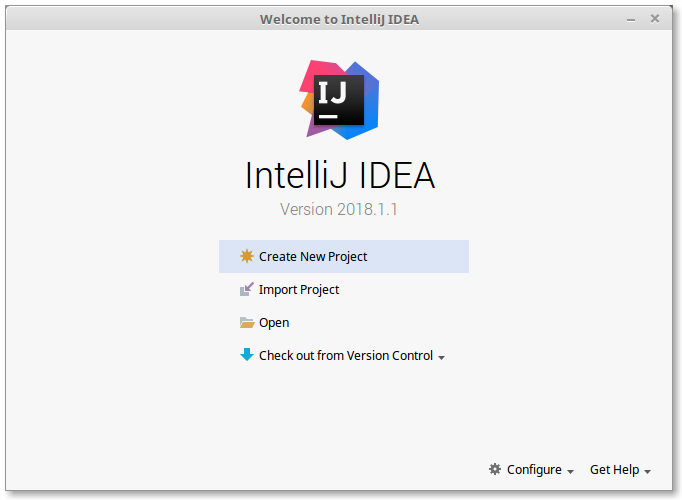 Welcome to IntelliJ IDEA
IJ
IntelliJ IDEA
Version 2018.1.1
Create New Project
Import Project
Open
Check out from Version Control
Configure
Get Help